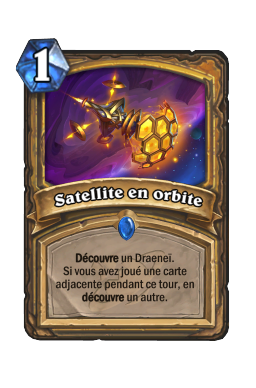 1
Satellite en orbite
Découvre un Draeneï.
Si vous avez joué une carte
adjacente pendant ce tour, en
découvre un autre.